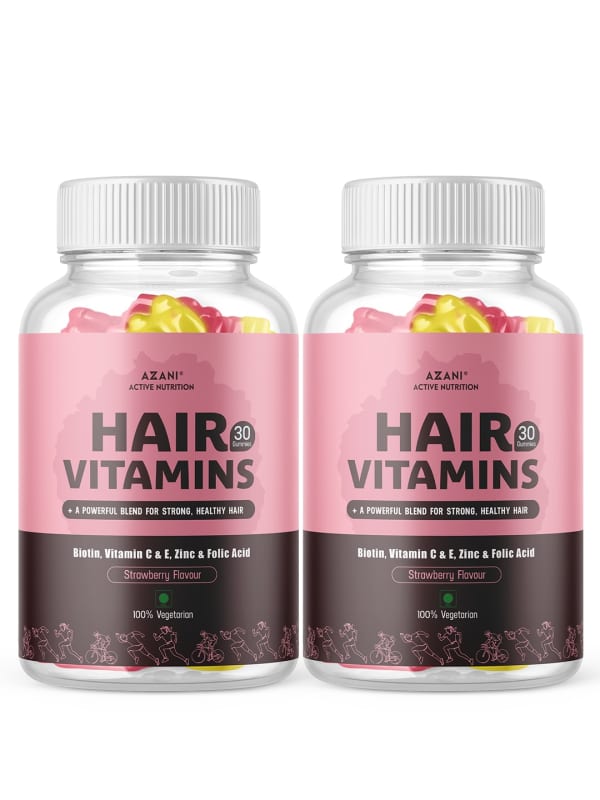 AZANI®
ACTIVE NUTRITION
HAIR
30
Gummies
VITAMINS
+ A POWERFUL BLEND FOR STRONG, HEALTHY HAIR
Biotin, Vitamin C & E, Zinc & Folic Acid
Strawberry Flavour
100% Vegetarian
AZANI®
ACTIVE NUTRITION
HAIR
30
Gummies
VITAMINS
+ A POWERFUL BLEND FOR STRONG, HEALTHY HAIR
Biotin, Vitamin C & E, Zinc & Folic Acid
Strawberry Flavour
100% Vegetarian